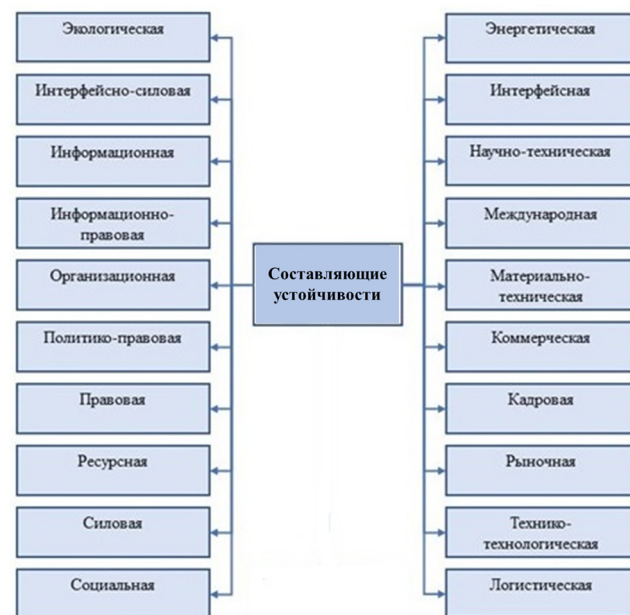 Экологическая
Интерфейсно-силовая
Информационная
Информационно-
правовая
Организационная
Политико-правовая
Правовая
Ресурсная
Силовая
Социальная
Составляющие
устойчивости
Энергетическая
Интерфейсная
Научно-техническая
Международная
Материально-
техническая
Коммерческая
Кадровая
Рыночная
Технико-
технологическая
Логистическая